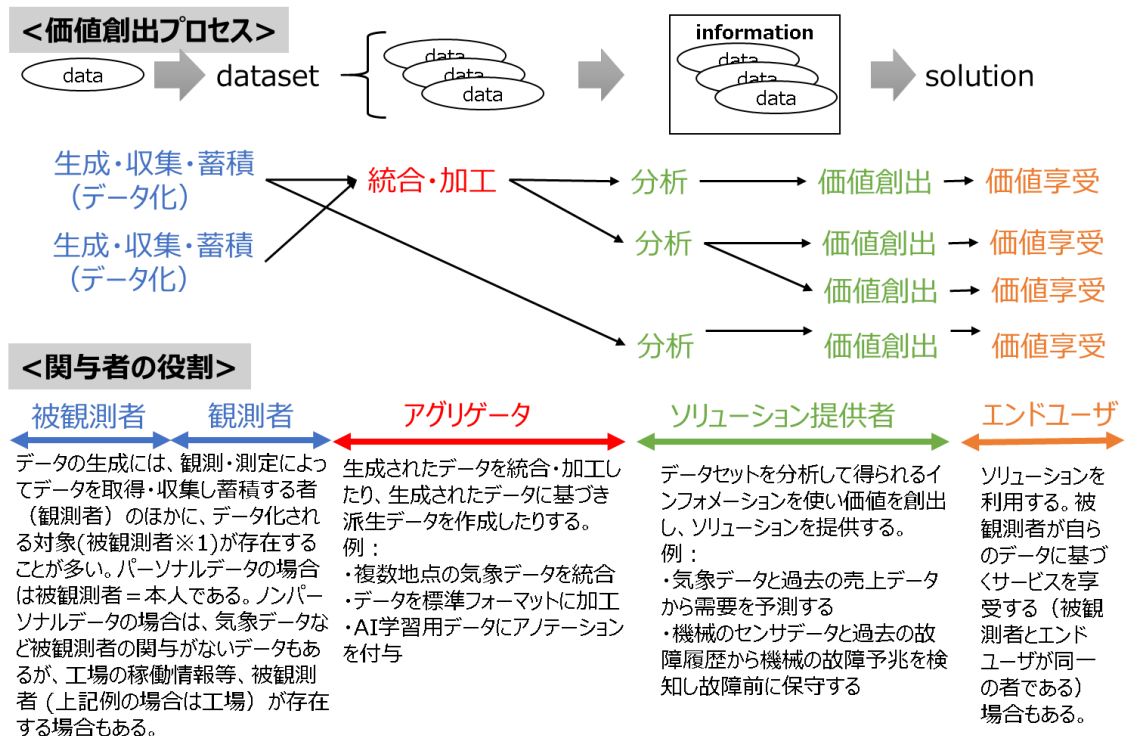 <価値創出プロセス>
data
dataset
data
data
data
information
data
data
data
solution
生成・収集・蓄積
(データ化)
統合・加工
分析
価値創出
価値享受
生成・収集・蓄積
(データ化)
分析
価値創出
価値享受
価値創出
価値享受
分析
価値創出
価値享受
<関与者の役割>
被観測者
観測者
アグリゲータ
ソリューション提供者
エンドユーザ
データの生成には、観測・測定によっ
てデータを取得・収集し蓄積する者
（観測者）のほかに、データ化され
る対象(被観測者※1)が存在する
ことが多い。パーソナルデータの場合
は被観測者＝本人である。ノンパー
ソナルデータの場合は、気象データな
ど被観測者の関与がないデータもあ
るが、工場の稼働情報等、被観測
者（上記例の場合は工場）が存在
する場合もある。
生成されたデータを統合・加工し
たり、生成されたデータに基づき
派生データを作成したりする。
例：
・複数地点の気象データを統合
・データを標準フォーマットに加工
・AI学習用データにアノテーション
を付与
データセットを分析して得られるイ
ンフォメーションを使い価値を創出
し、ソリューションを提供する。
例：
・気象データと過去の売上データ
から需要を予測する
・機械のセンサデータと過去の故
障履歴から機械の故障予兆を検
知し故障前に保守する
ソリューションを
利用する。被
観測者が自ら
のデータに基づ
くサービスを享
受する（被観
測者とエンド
ユーザが同一
の者である）
場合もある。